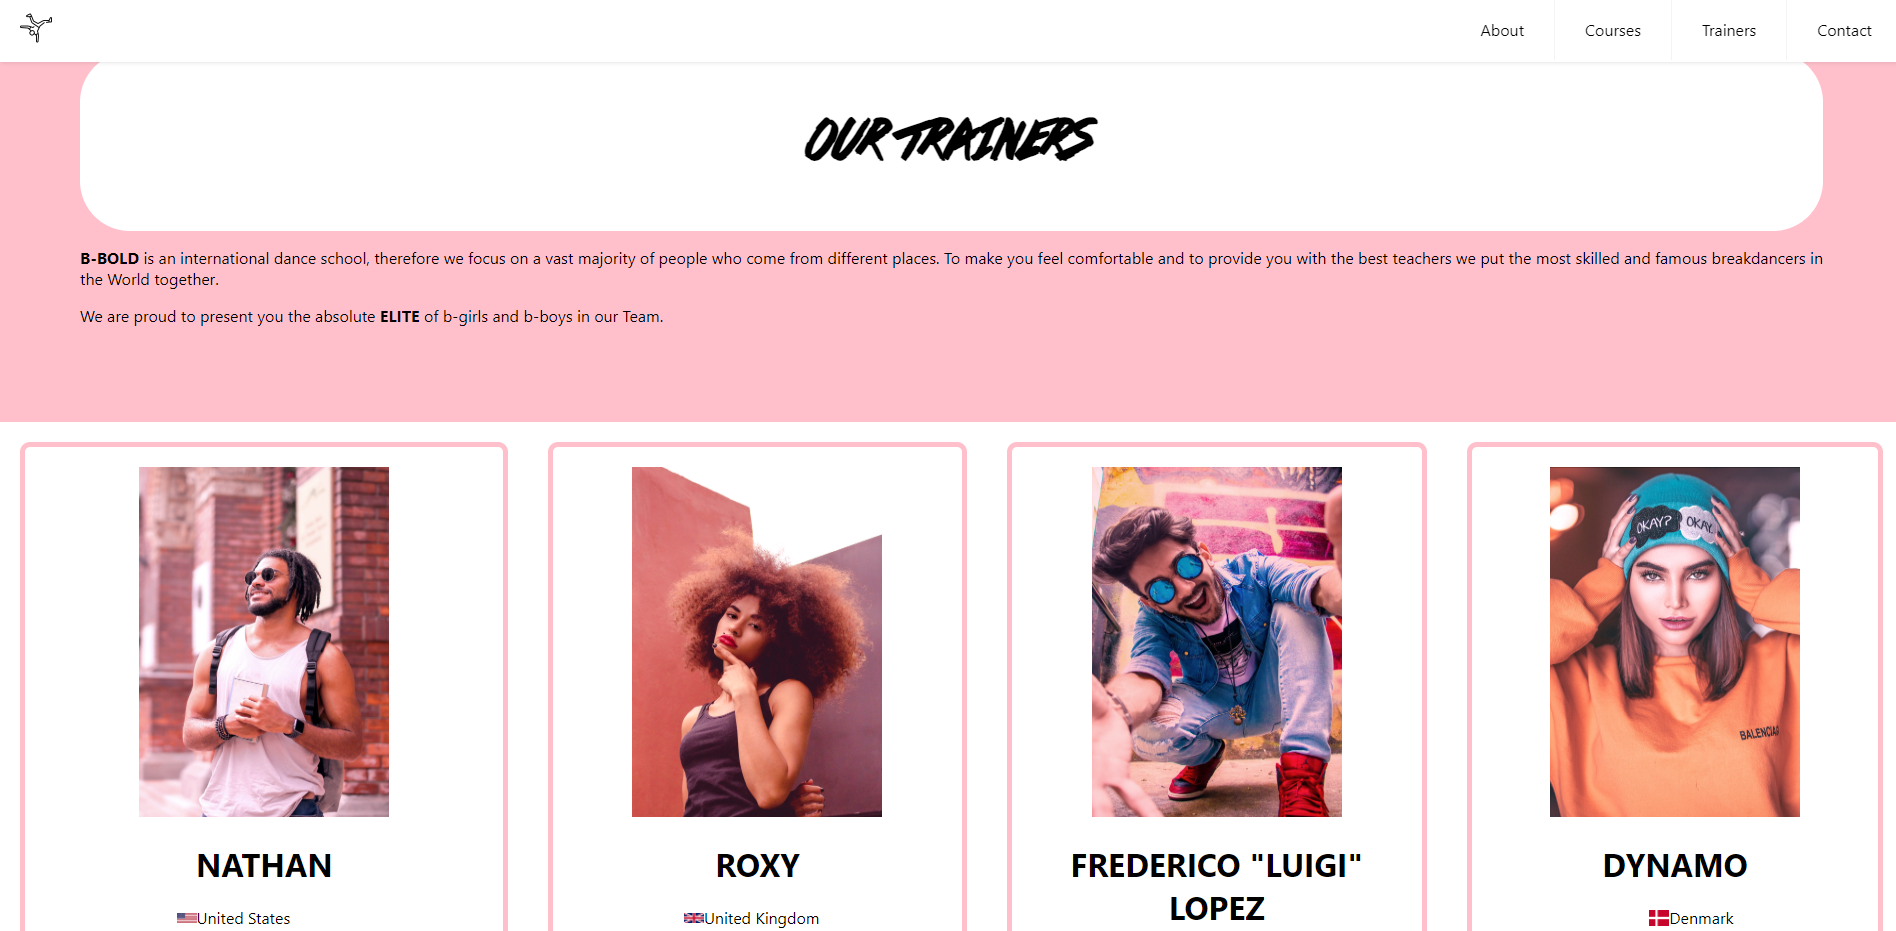 About Courses Trainers Contact
OUR TRAINERS
B-BOLD is an international dance school, therefore we focus on a vast majority of people who come from different places. To make you feel comfortable and to provide you with the best teachers we put the most skilled and famous breakdancers in
the World together.
We are proud to present you the absolute ELITE of b-girls and b-boys in our Team.
OKAY? OKAY.
BALENCIAG
NATHAN
United States
ROXY
United Kingdom
FREDERICO "LUIGI"
LOPEZ
DYNAMO
Denmark